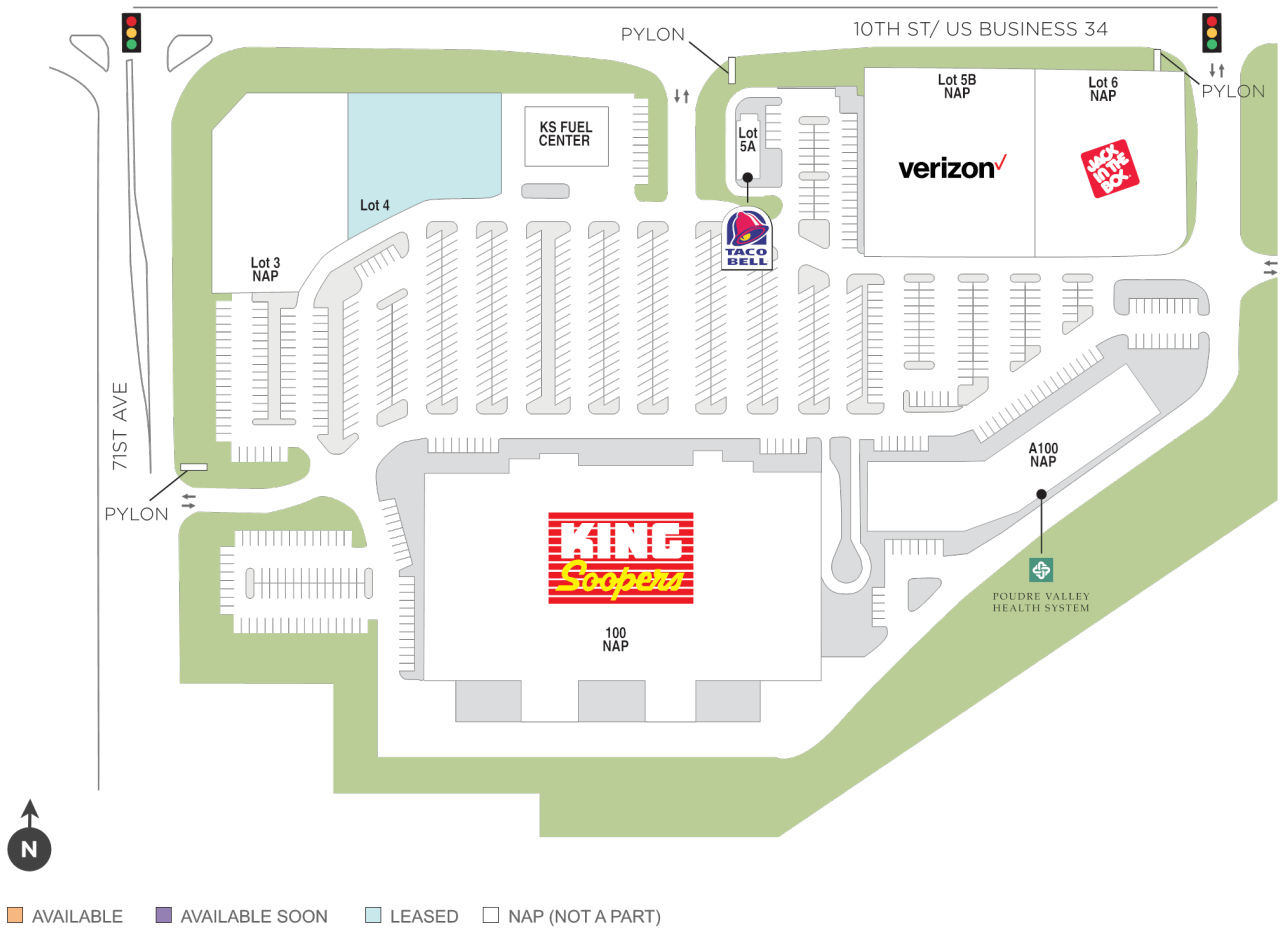 10TH ST/ US BUSINESS 34
PYLON
PYLON
Lot 5B
NAP
Lot 6
NAP
KS FUEL
CENTER
Lot
5A
verizon
JACK
IN THE
BOX
Lot 4
TACO
BELL
Lot 3
NAP
71ST AVE
A100
NAP
PYLON
KING
Soopers
POUDRE VALLEY
HEALTH SYSTEM
100
NAP
N
AVAILABLE
AVAILABLE SOON
LEASED
NAP (NOT A PART)